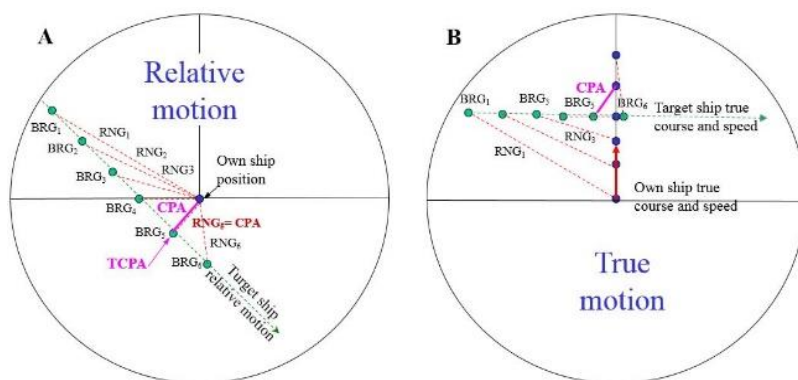 A
Relative
motion
BRG₁
RNG₁
BRG₂
RNG₂
BRG₃
RNG3
Own ship
position
BRG₄
CPA
RNG₅= CPA
BRG₅
RNG₆
TCPA
BRG₆
Turget ship
relative motion
B
CPA
BRG₁
BRG₃
BRG₅
BRG₆
Target ship true
course and speed
RNG₃
RNG₁
Own ship true
course and speed
True
motion